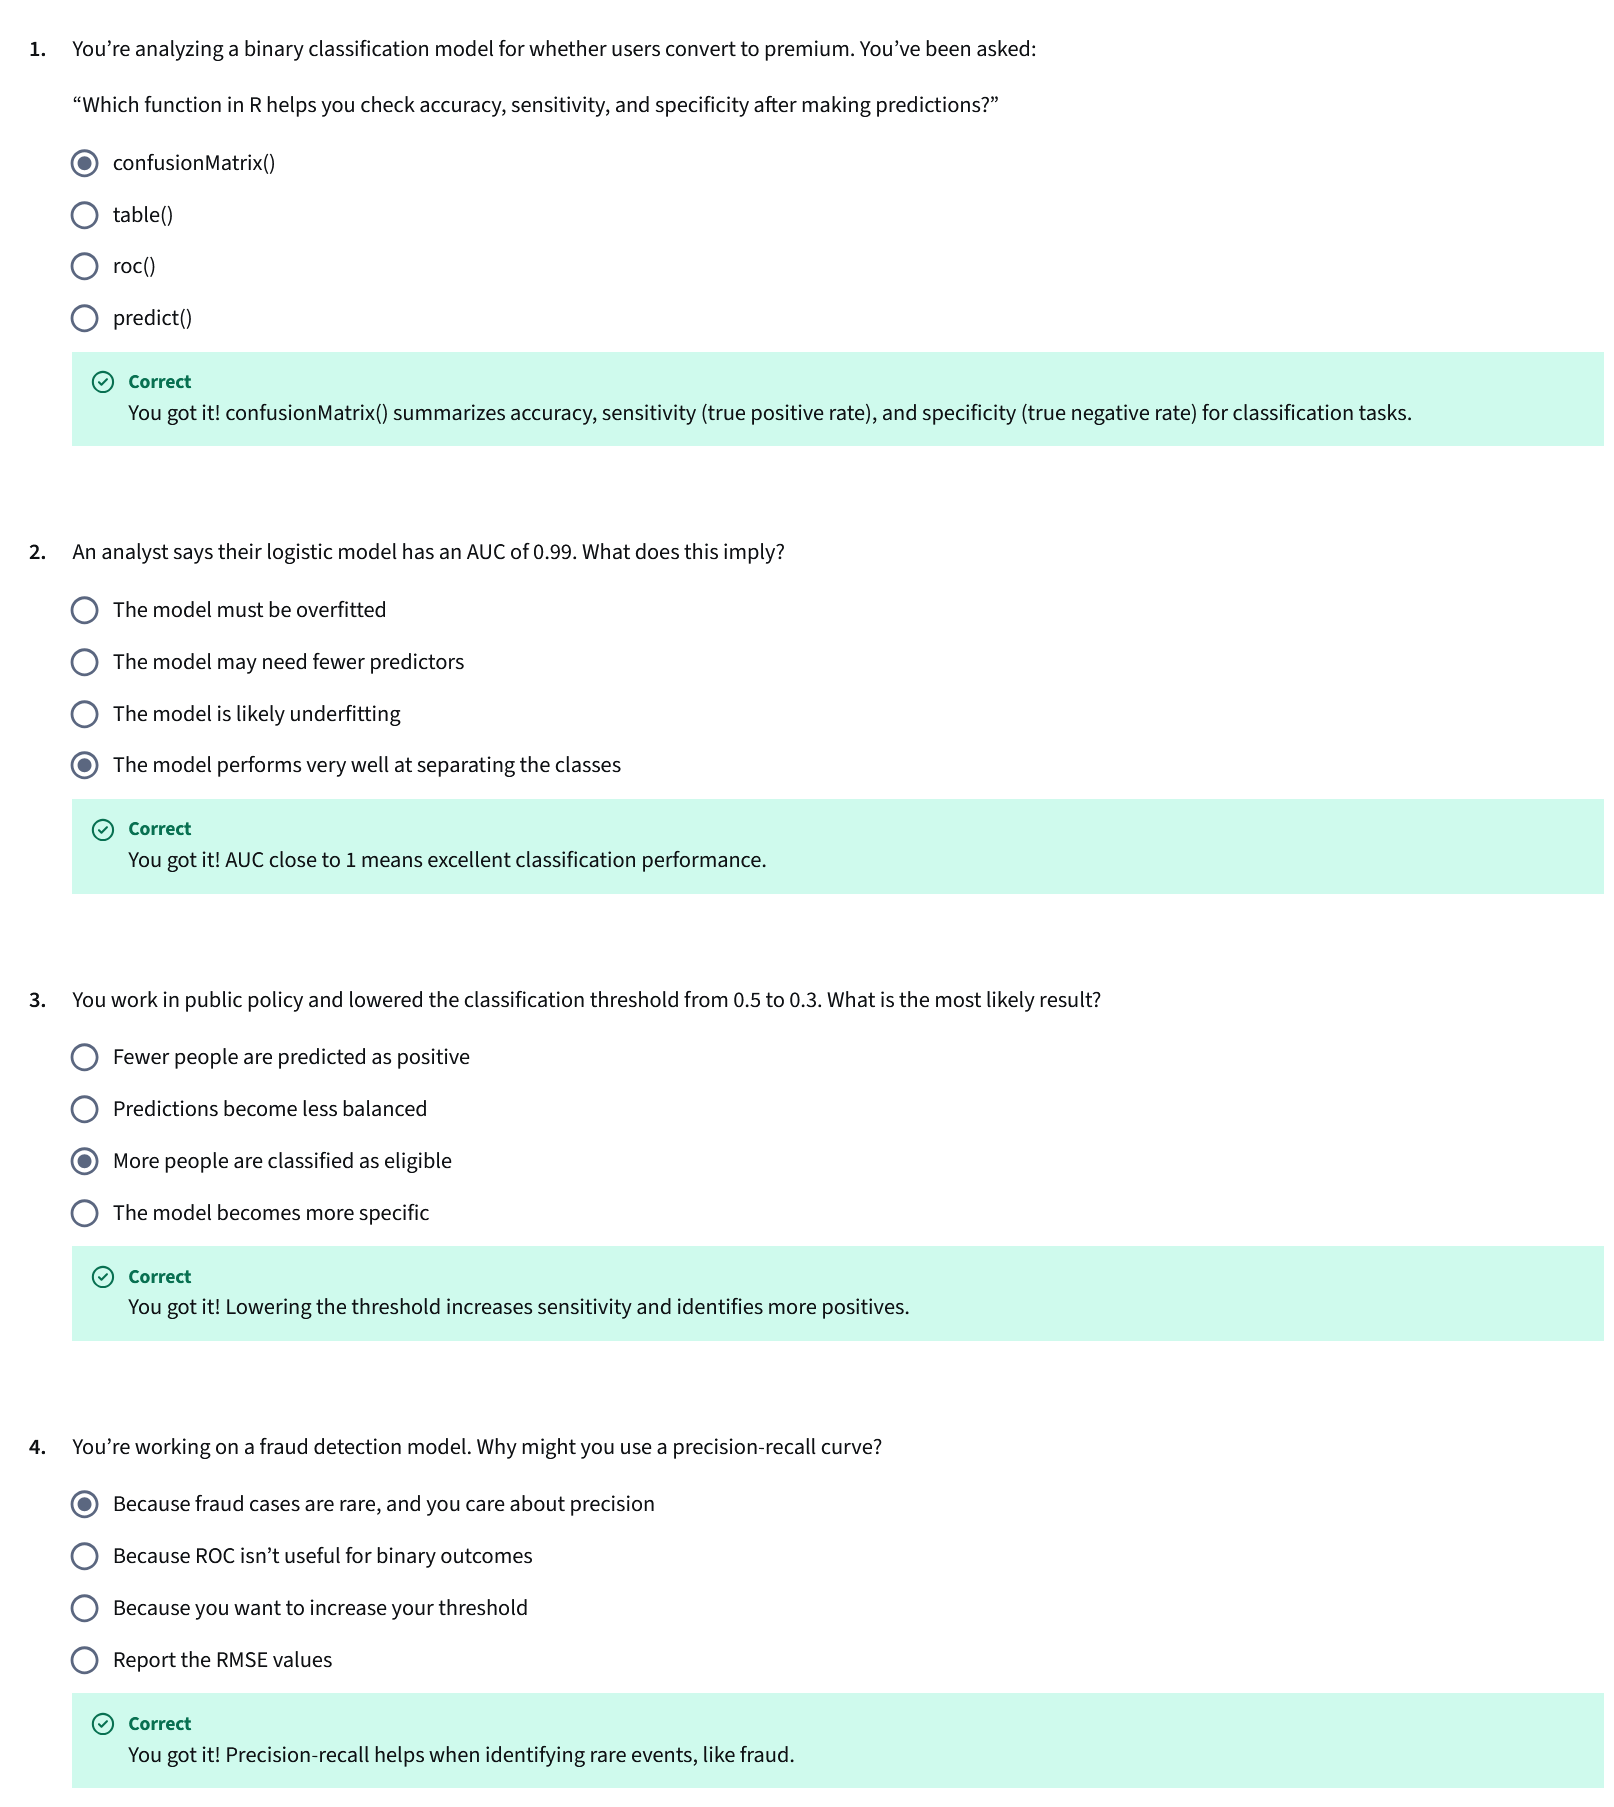 1. You’re analyzing a binary classification model for whether users convert to premium. You’ve been asked:
“Which function in R helps you check accuracy, sensitivity, and specificity after making predictions?”
confusionMatrix()
table()
roc()
predict()
Correct
You got it! confusionMatrix() summarizes accuracy, sensitivity (true positive rate), and specificity (true negative rate) for classification tasks.
2. An analyst says their logistic model has an AUC of 0.99. What does this imply?
The model must be overfitted
The model may need fewer predictors
The model is likely underfitting
The model performs very well at separating the classes
Correct
You got it! AUC close to 1 means excellent classification performance.
3. You work in public policy and lowered the classification threshold from 0.5 to 0.3. What is the most likely result?
Fewer people are predicted as positive
Predictions become less balanced
More people are classified as eligible
The model becomes more specific
Correct
You got it! Lowering the threshold increases sensitivity and identifies more positives.
4. You’re working on a fraud detection model. Why might you use a precision-recall curve?
Because fraud cases are rare, and you care about precision
Because ROC isn’t useful for binary outcomes
Because you want to increase your threshold
Report the RMSE values
Correct
You got it! Precision-recall helps when identifying rare events, like fraud.